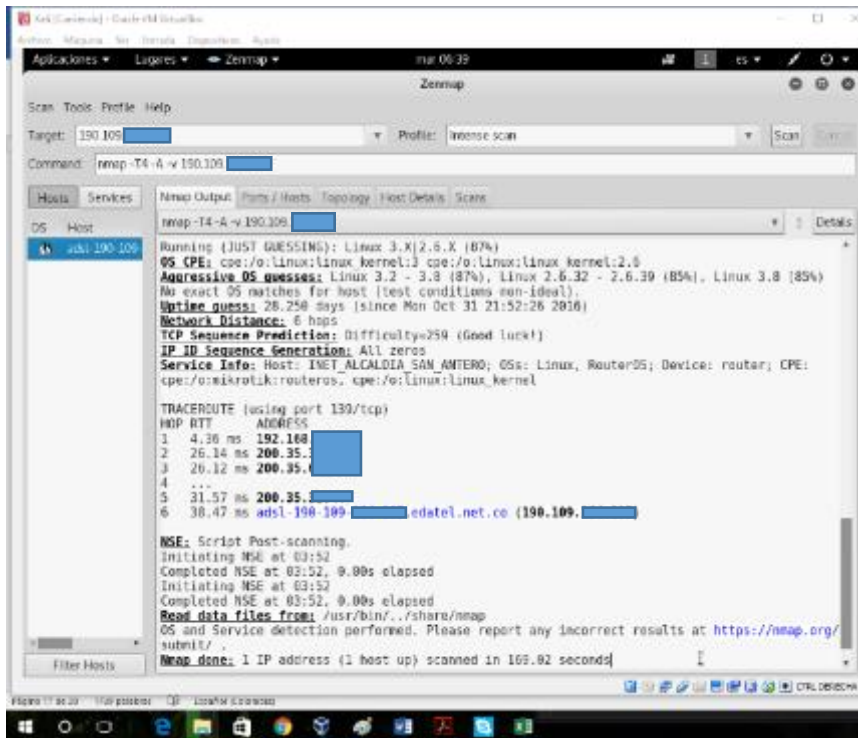 Aplicaciones ▾ Lugares ▾ Zenmap ▾ mar 06:39 1 es ▾
Zenmap
Scan Tools Profile Help
Target: 190.109 Profile: Intense scan Scan
Command: nmap -T4 -A -v 190.109.
Hosts Services
Nmap Output Ports / Hosts Topology Host Details Scans
OS Host
nmap -T4 -A -v 190.109. Details
adsl-190-109
Running (JUST GUESSING): Linux 3.X|2.6.X (87%)
OS CPE: cpe:/o:linux:linux_kernel:3 cpe:/o:linux:linux_kernel:2.6
Aggressive OS guesses: Linux 3.2 - 3.8 (87%), Linux 2.6.32 - 2.6.39 (85%), Linux 3.8 (85%)
No exact OS matches for host (test conditions non-ideal).
Uptime guess: 28.250 days (since Mon Oct 31 21:52:26 2016)
Network Distance: 6 hops
TCP Sequence Prediction: Difficulty=259 (Good luck!)
IP ID Sequence Generation: All zeros
Service Info: Host: INET_ALCALDIA_SAN_ANTERO; OSs: Linux, RouterOS; Device: router; CPE:
cpe:/o:mikrotik:routeros, cpe:/o:linux:linux_kernel
TRACEROUTE (using port 139/tcp)
HOP RTT ADDRESS
1 4.36 ms 192.168.
2 26.14 ms 200.35.
3 26.12 ms 200.35.
4 ...
5 31.57 ms 200.35.
6 38.47 ms adsl-190-109- .edatel.net.co (190.109. )
NSE: Script Post-scanning.
Initiating NSE at 03:52
Completed NSE at 03:52, 0.00s elapsed
Initiating NSE at 03:52
Completed NSE at 03:52, 0.00s elapsed
Read data files from: /usr/bin/../share/nmap
OS and Service detection performed. Please report any incorrect results at https://nmap.org/
submit/ .
Nmap done: 1 IP address (1 host up) scanned in 169.02 seconds
Filter Hosts
CTRL DERECHA
Página 17 de 20 Español (Colombia)